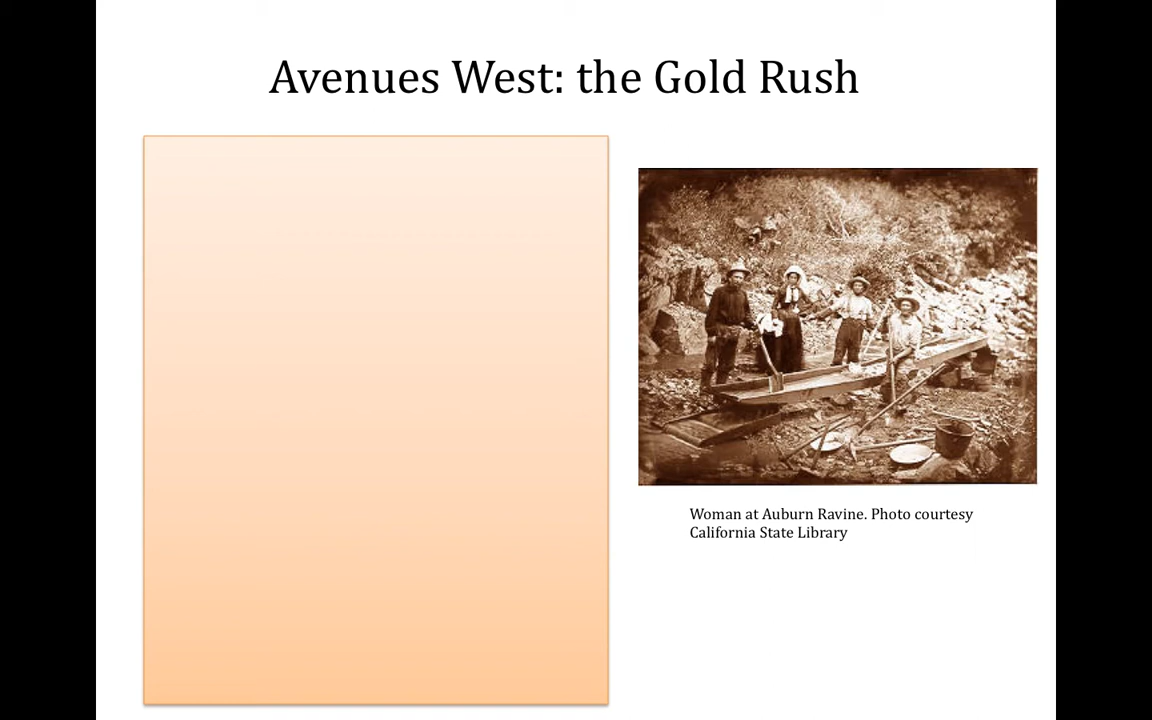 Avenues West: the Gold Rush
Woman at Auburn Ravine. Photo courtesy
California State Library